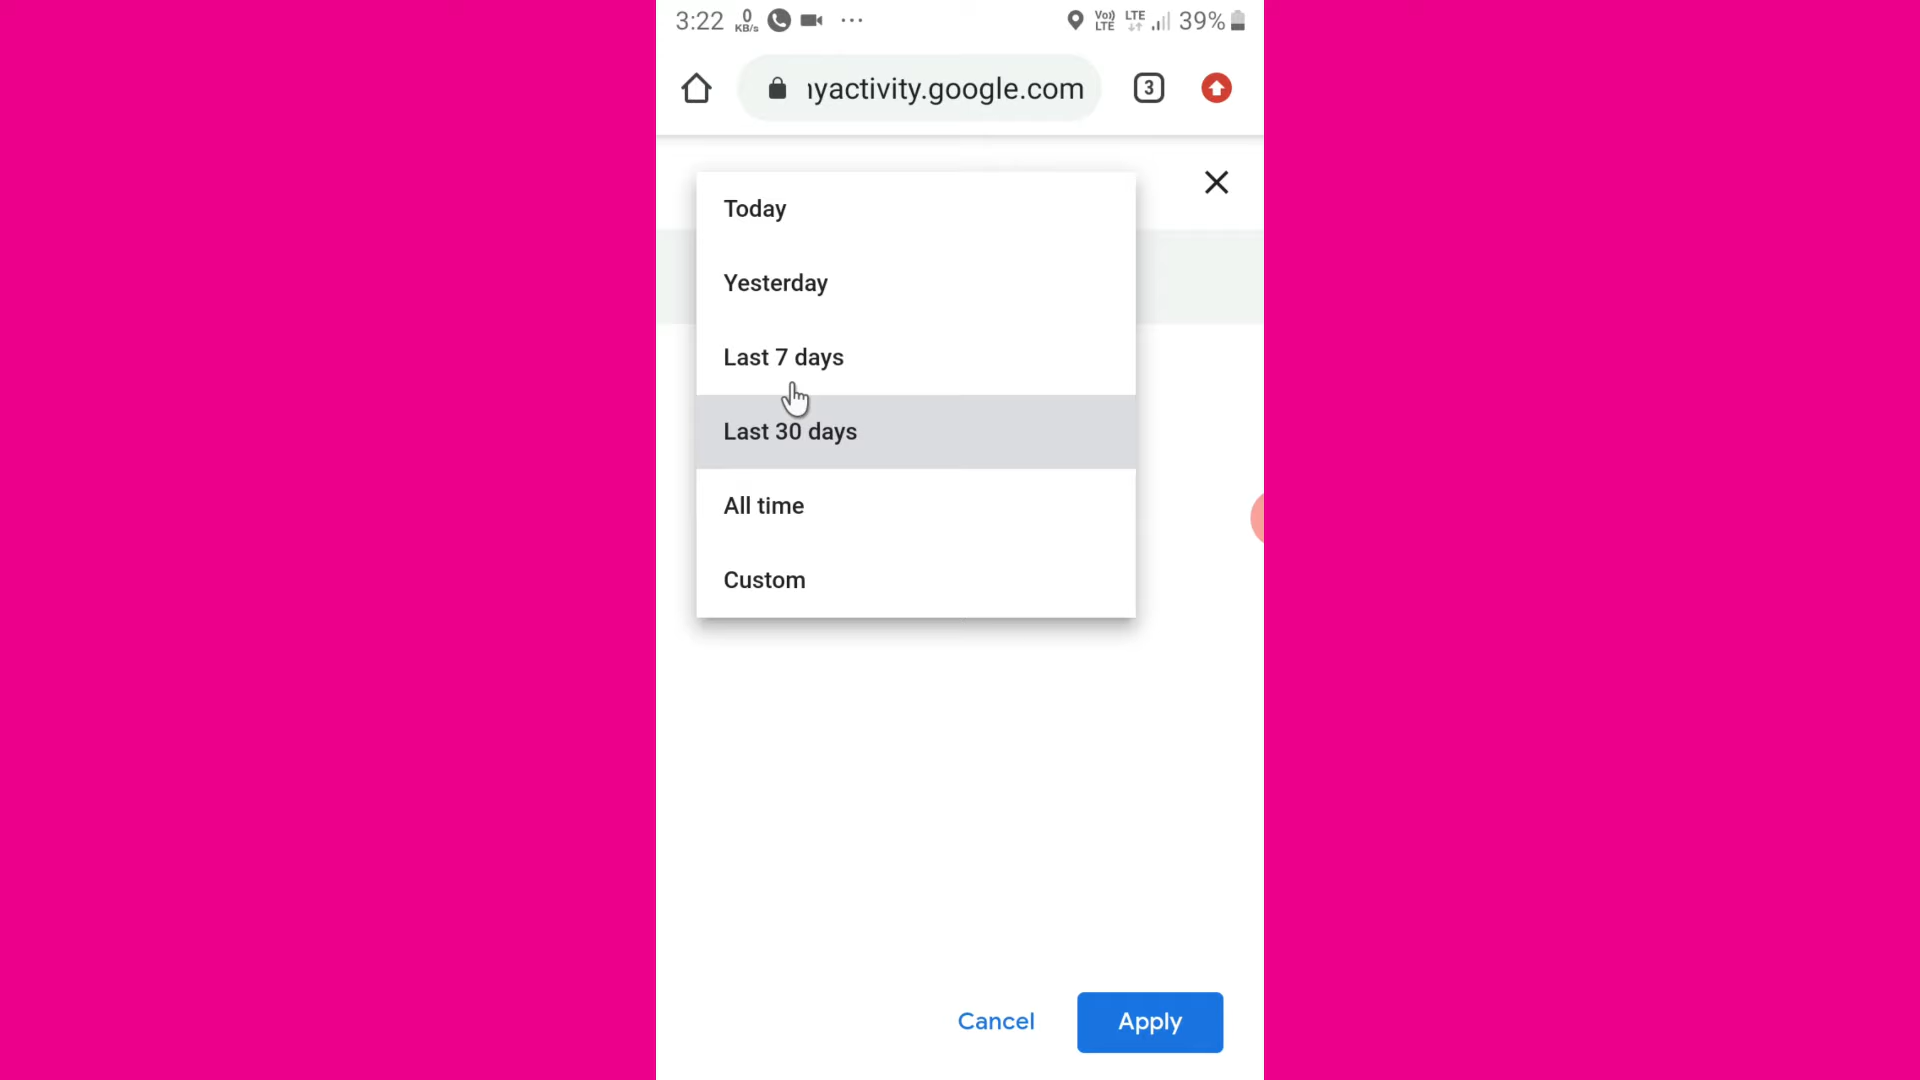 3:22 0 KB/s Vo)) LTE LTE 39%
yactivity.google.com 3
Today
Yesterday
Last 7 days
Last 30 days
All time
Custom
Cancel Apply